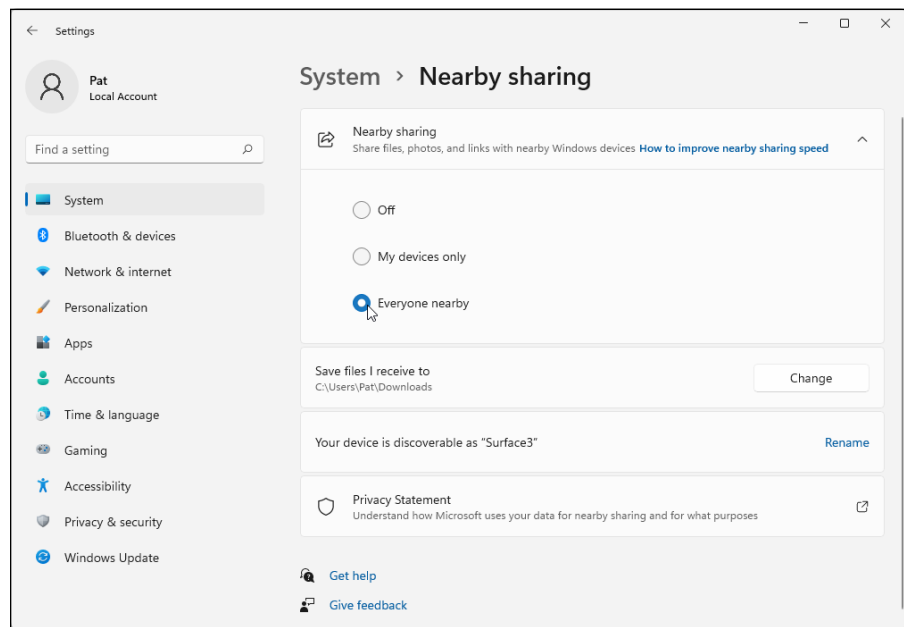 Settings
Pat
Local Account
Find a setting
System
Bluetooth & devices
Network & internet
Personalization
Apps
Accounts
Time & language
Gaming
Accessibility
Privacy & security
Windows Update
System > Nearby sharing
Nearby sharing
Share files, photos, and links with nearby Windows devices How to improve nearby sharing speed
Off
My devices only
Everyone nearby
Save files I receive to
C:\Users\Pat\Downloads
Change
Your device is discoverable as "Surface3"
Rename
Privacy Statement
Understand how Microsoft uses your data for nearby sharing and for what purposes
Get help
Give feedback